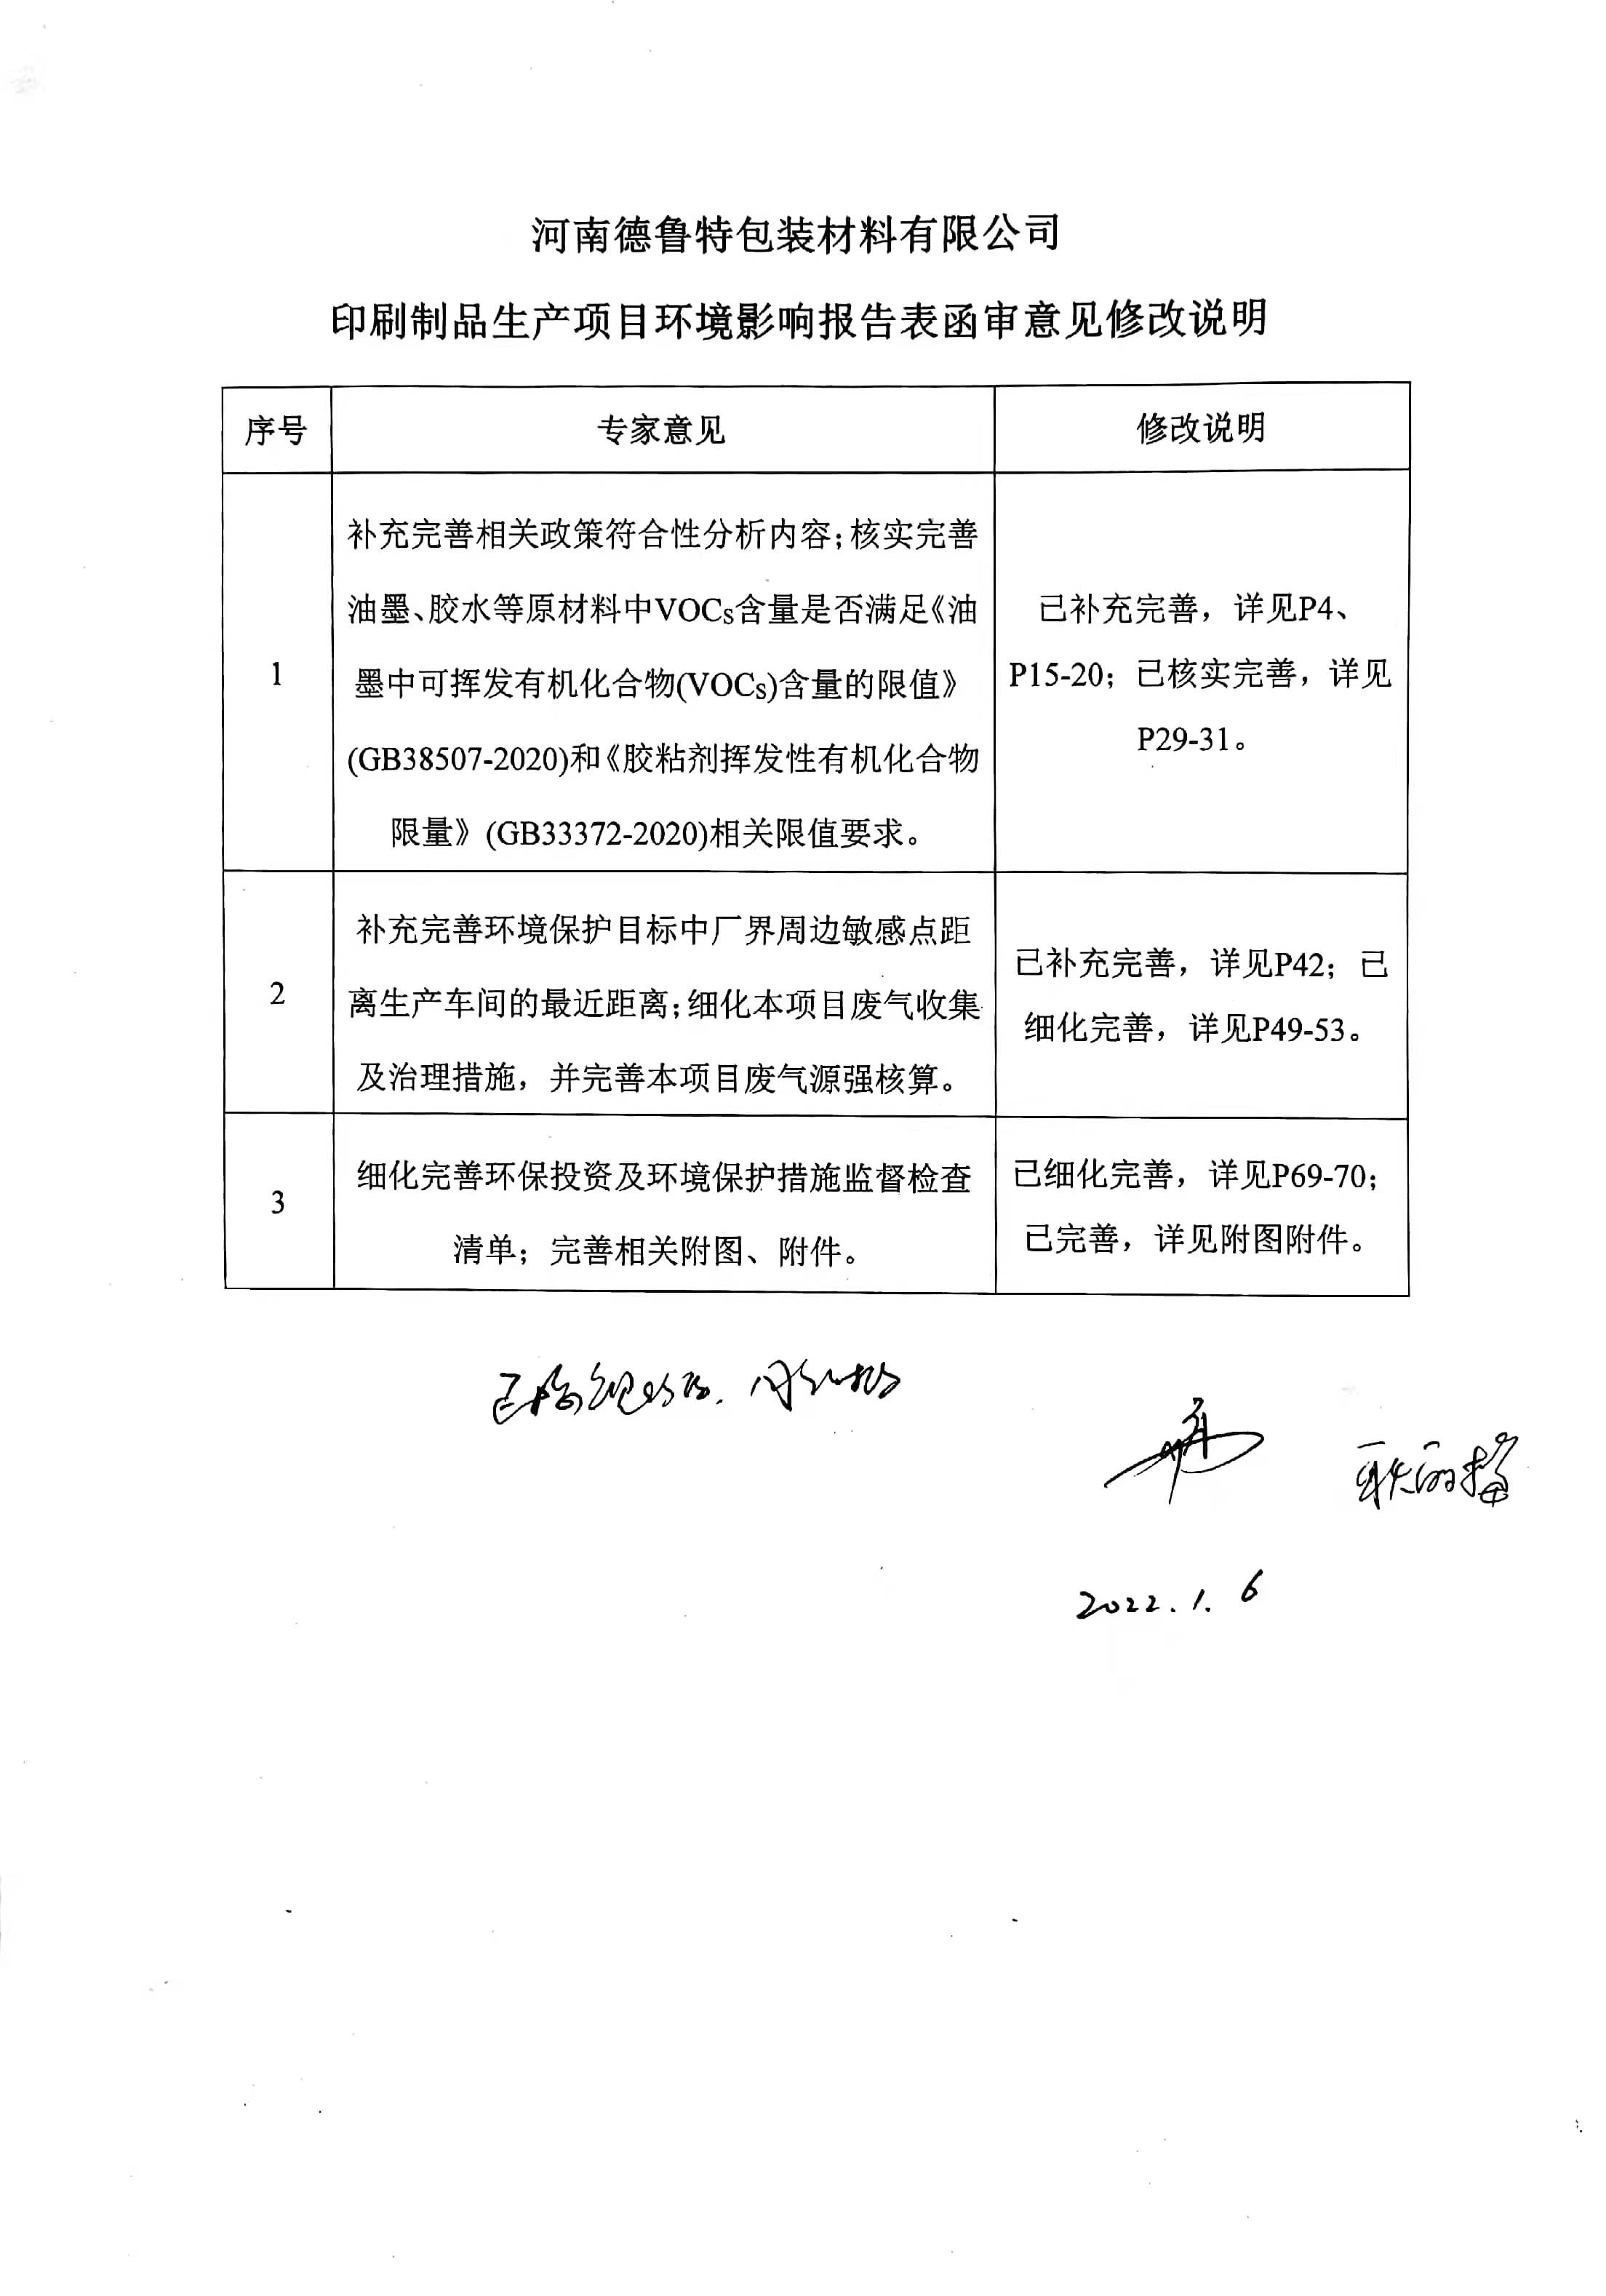 河南德鲁特包装材料有限公司
印刷制品生产项目环境影响报告表函审意见修改说明
序号
专家意见
修改说明
1
补充完善相关政策符合性分析内容;核实完善
油墨、胶水等原材料中VOCs含量是否满足《油
墨中可挥发有机化合物(VOCs)含量的限值》
(GB38507-2020)和《胶粘剂挥发性有机化合物
限量》(GB33372-2020)相关限值要求。
已补充完善，详见P4、
P15-20；已核实完善，详见
P29-31。
2
补充完善环境保护目标中厂界周边敏感点距
离生产车间的最近距离;细化本项目废气收集
及治理措施，并完善本项目废气源强核算。
已补充完善，详见P42；已
细化完善，详见P49-53。
3
细化完善环保投资及环境保护措施监督检查
清单；完善相关附图、附件。
已细化完善，详见P69-70；
已完善，详见附图附件。
2022.1.6